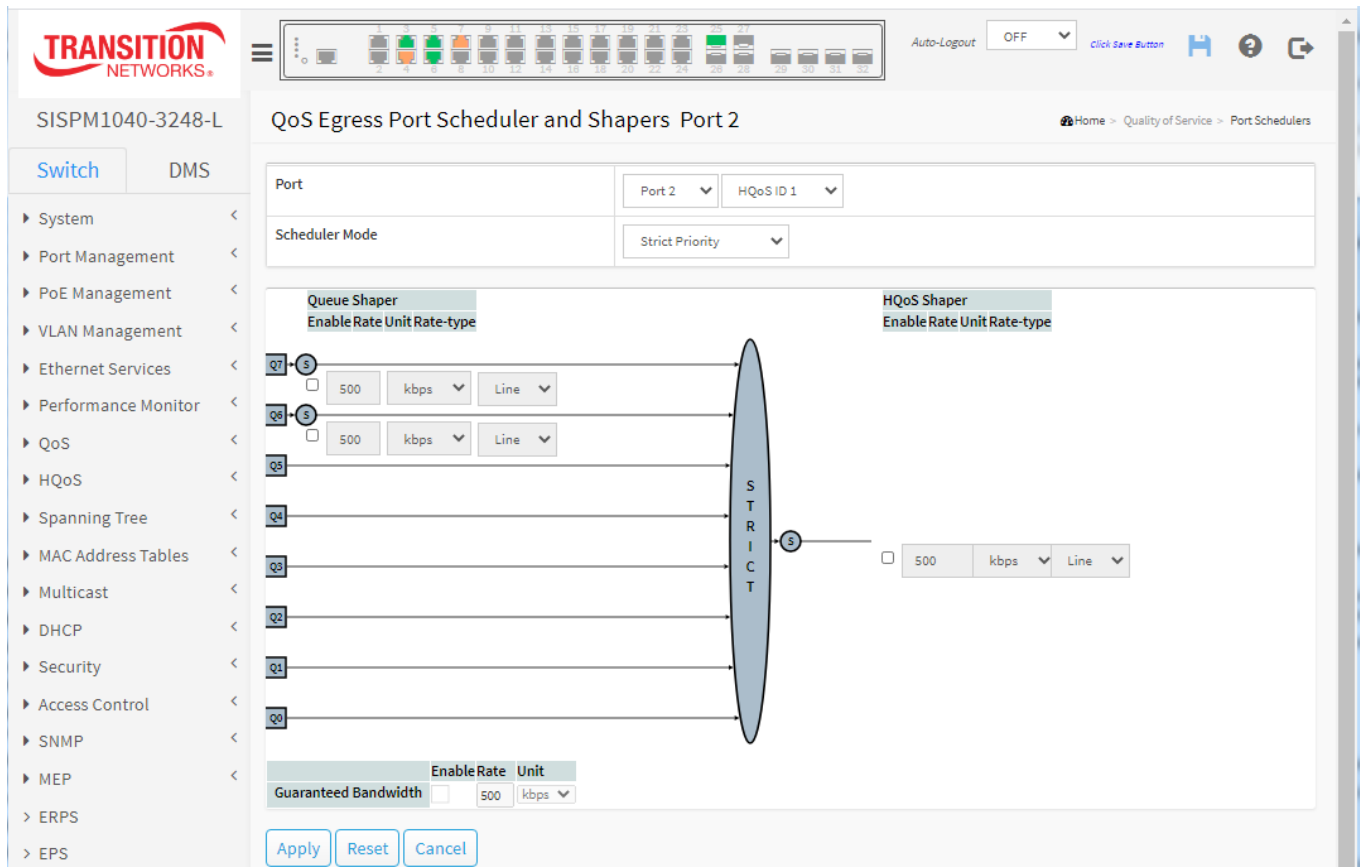 TRANSITION
NETWORKS®
1 3 5 7 9 11 13 15 17 19 21 23 25 27
2 4 6 8 10 12 14 16 18 20 22 24 26 28 29 30 31 32
Auto-Logout OFF Click Save Button
SISPM1040-3248-L
QoS Egress Port Scheduler and Shapers Port 2
Home > Quality of Service > Port Schedulers
Switch DMS
System
Port Management
PoE Management
VLAN Management
Ethernet Services
Performance Monitor
QoS
HQoS
Spanning Tree
MAC Address Tables
Multicast
DHCP
Security
Access Control
SNMP
MEP
> ERPS
> EPS
Port Port 2 HQoS ID 1
Scheduler Mode Strict Priority
Queue Shaper HQoS Shaper
Enable Rate Unit Rate-type Enable Rate Unit Rate-type
Q7 S
500 kbps Line
Q6 S
500 kbps Line
Q5
Q4
Q3
Q2
Q1
Q0
STRICT
S
500 kbps Line
Enable Rate Unit
Guaranteed Bandwidth 500 kbps
Apply Reset Cancel